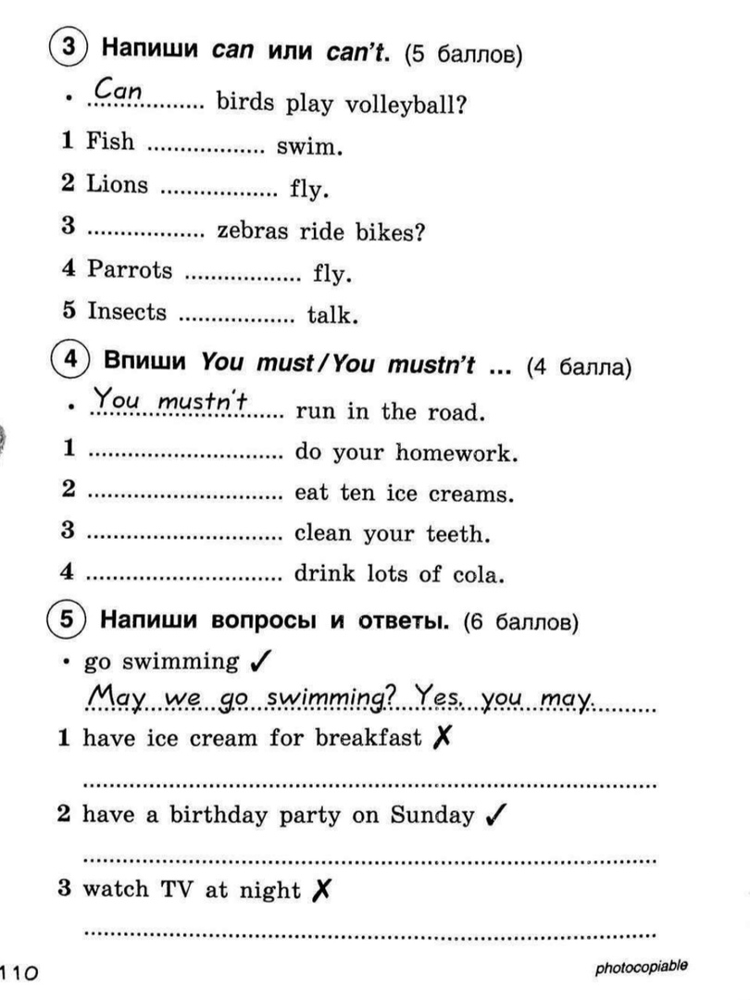 3 Напиши can или can't. (5 баллов)
• Can.......... birds play volleyball?
1 Fish .................. swim.
2 Lions .................. fly.
3 .................. zebras ride bikes?
4 Parrots .................. fly.
5 Insects .................. talk.
4 Впиши You must/You mustn't ... (4 балла)
• You mustn't...... run in the road.
1 .............................. do your homework.
2 .............................. eat ten ice creams.
3 .............................. clean your teeth.
4 .............................. drink lots of cola.
5 Напиши вопросы и ответы. (6 баллов)
• go swimming ✓
May we go swimming? Yes, you may.
1 have ice cream for breakfast ✗
..........................................................................................
2 have a birthday party on Sunday ✓
..........................................................................................
3 watch TV at night ✗
..........................................................................................
110 photocopiable